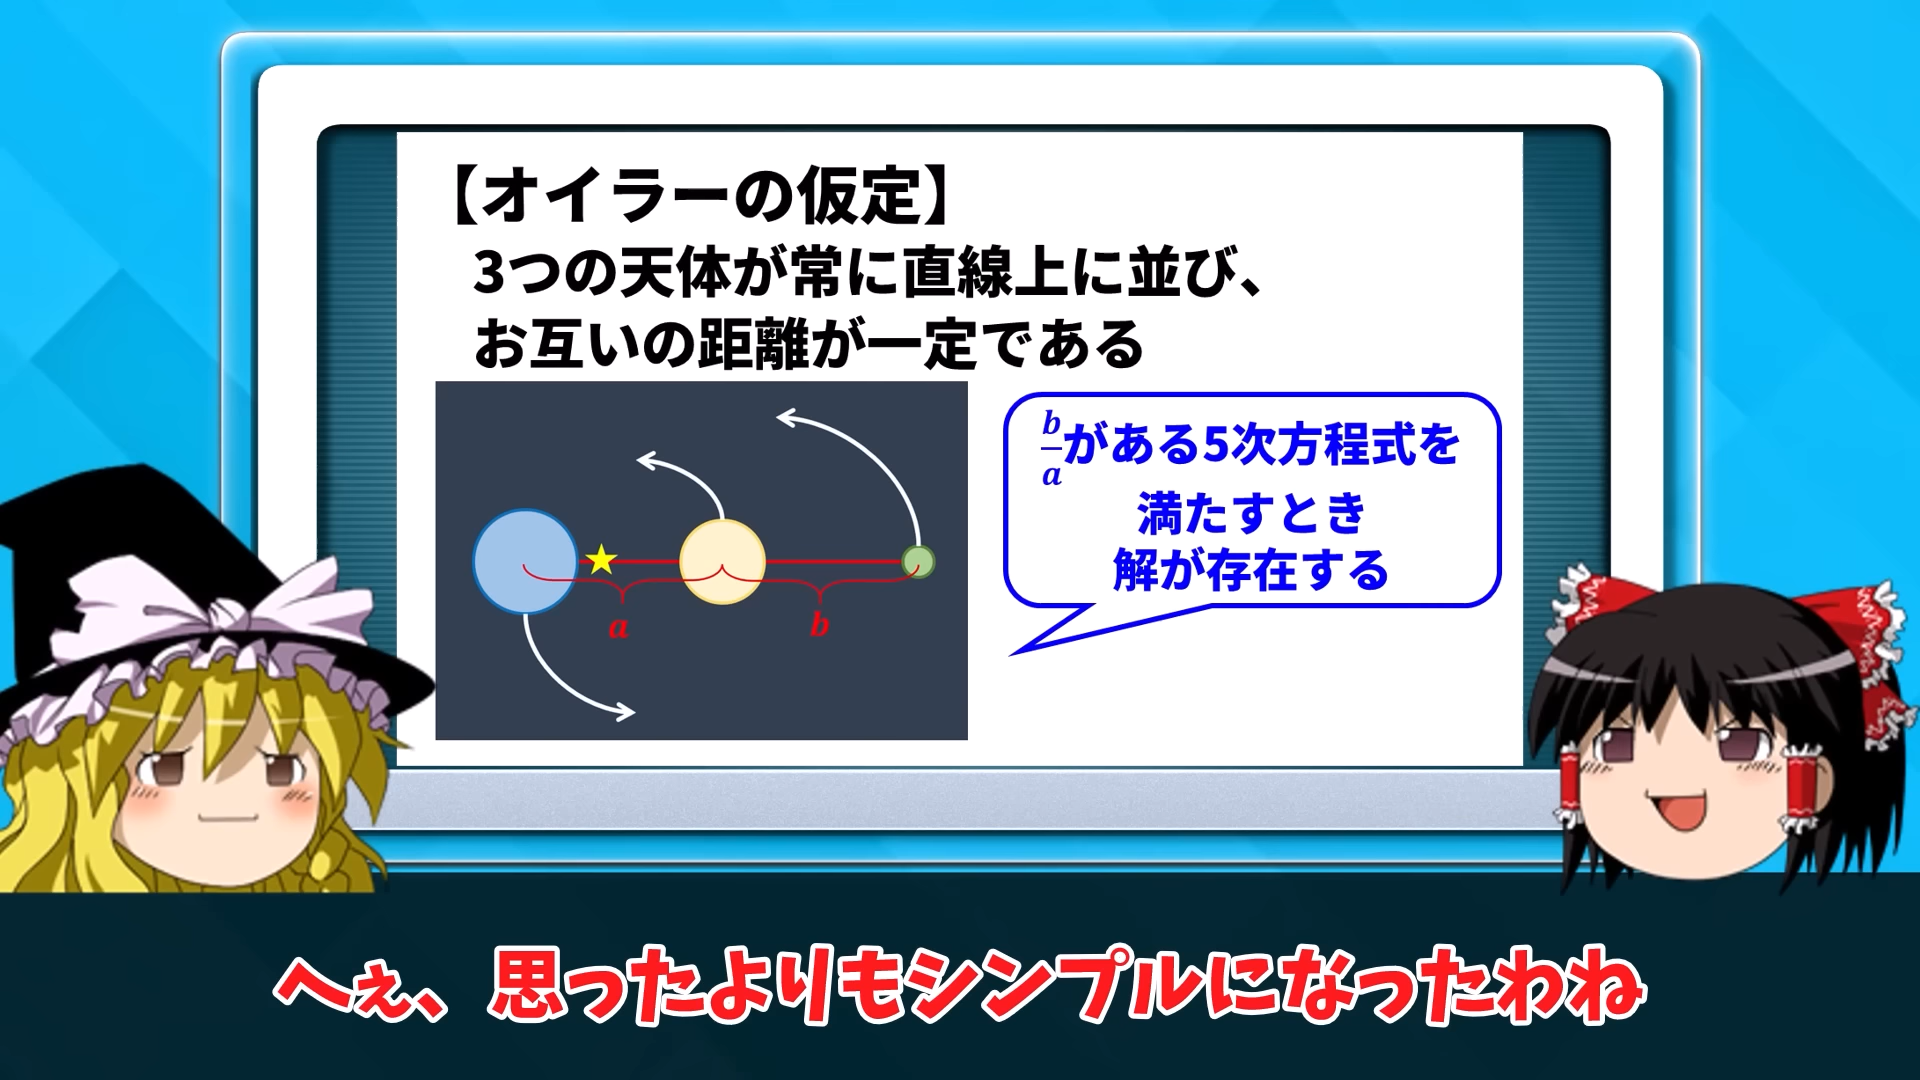 【オイラーの仮定】
3つの天体が常に直線上に並び、
お互いの距離が一定である
b/aがある5次方程式を
満たすとき
解が存在する
a
b
へぇ、思ったよりもシンプルになったわね